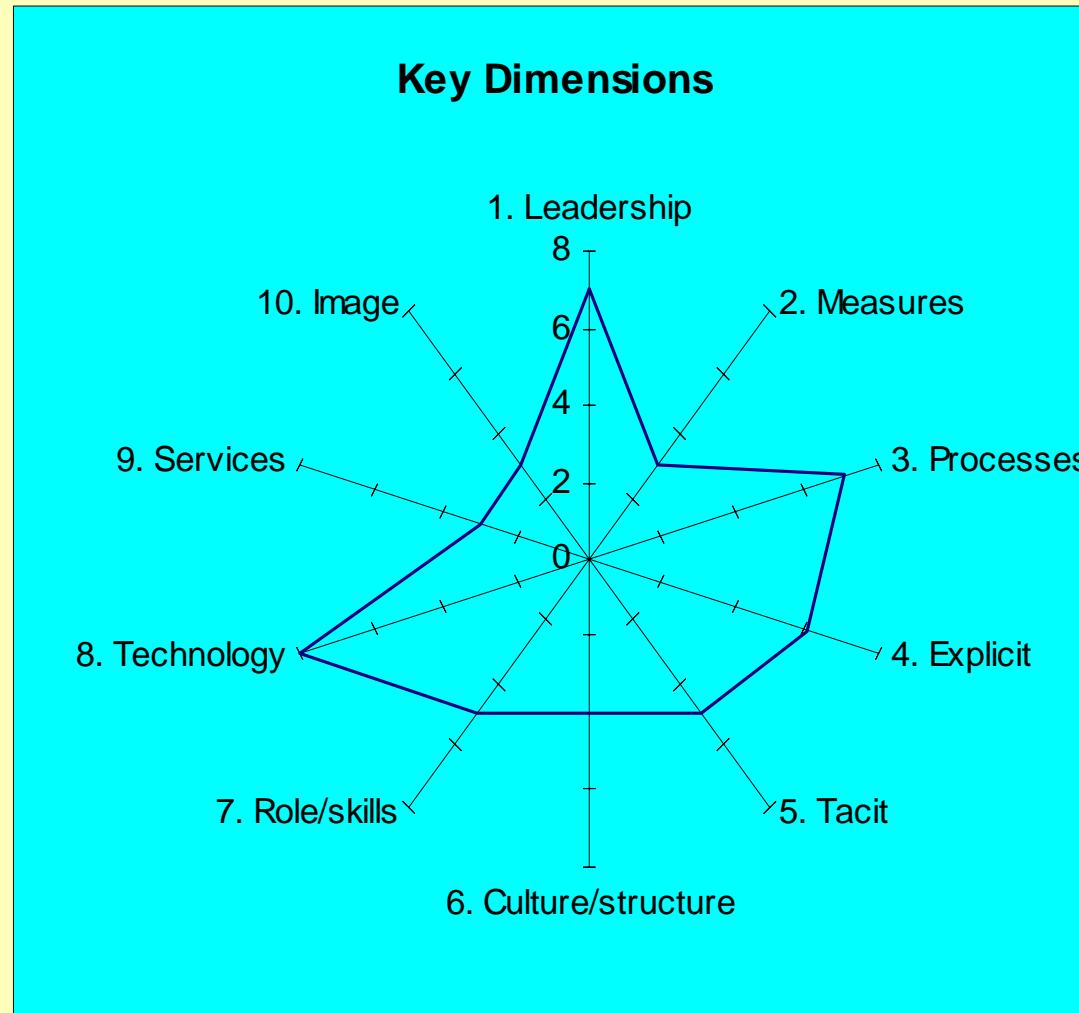 Key Dimensions
1. Leadership
8
10. Image
2. Measures
6
4
9. Services
3. Processes
2
0
8. Technology
4. Explicit
7. Role/skills
5. Tacit
6. Culture/structure